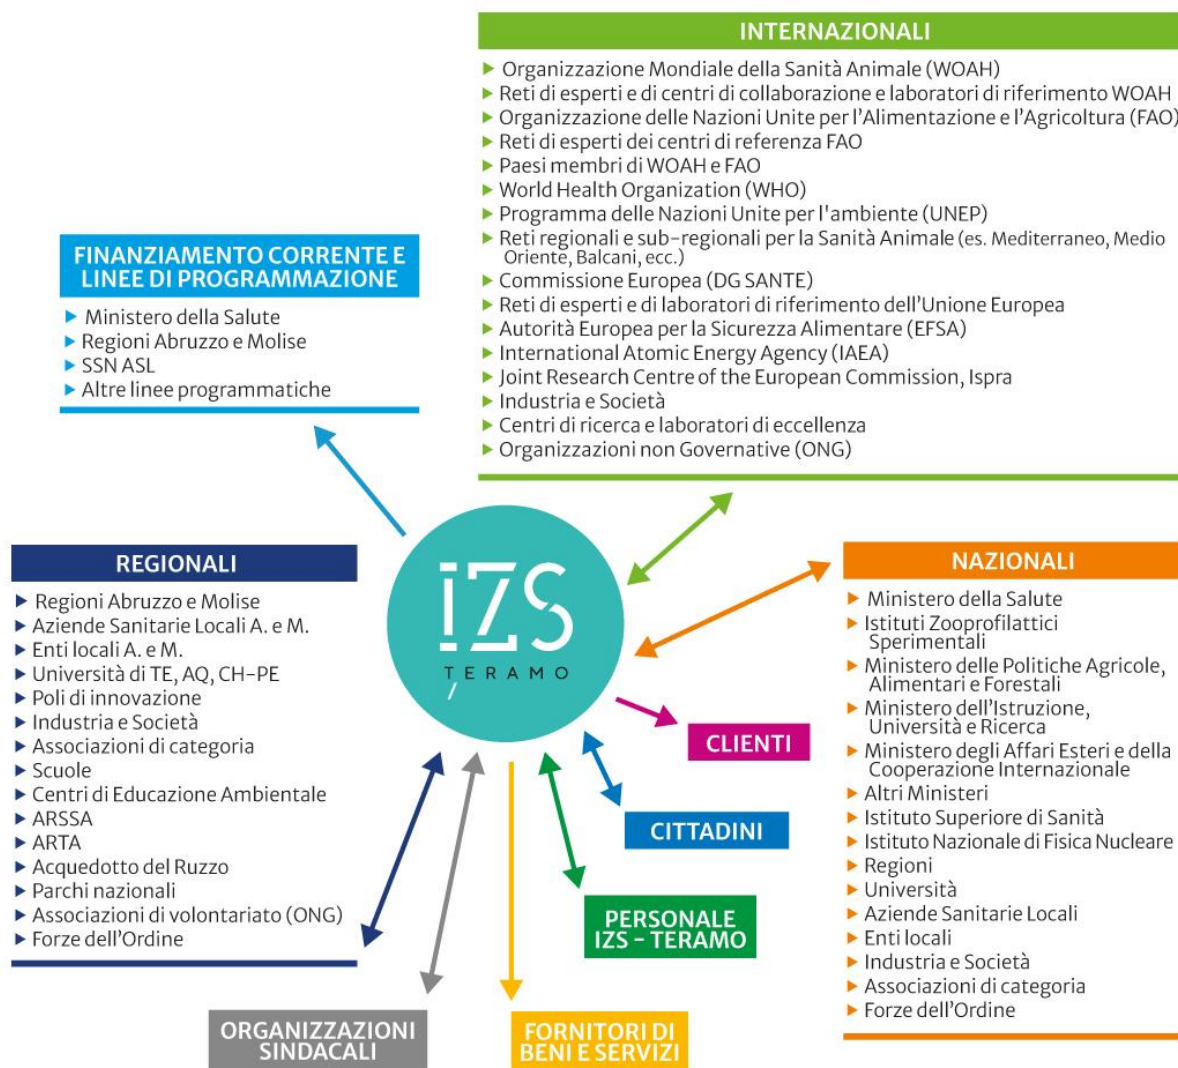 INTERNAZIONALI
Organizzazione Mondiale della Sanità Animale (WOAH)
Reti di esperti e di centri di collaborazione e laboratori di riferimento WOAH
Organizzazione delle Nazioni Unite per l'Alimentazione e l'Agricoltura (FAO)
Reti di esperti dei centri di referenza FAO
Paesi membri di WOAH e FAO
World Health Organization (WHO)
Programma delle Nazioni Unite per l'ambiente (UNEP)
Reti regionali e sub-regionali per la Sanità Animale (es. Mediterraneo, Medio
Oriente, Balcani, ecc.)
Commissione Europea (DG SANTE)
Reti di esperti e di laboratori di riferimento dell'Unione Europea
Autorità Europea per la Sicurezza Alimentare (EFSA)
International Atomic Energy Agency (IAEA)
Joint Research Centre of the European Commission, Ispra
Industria e Società
Centri di ricerca e laboratori di eccellenza
Organizzazioni non Governative (ONG)
FINANZIAMENTO CORRENTE E
LINEE DI PROGRAMMAZIONE
Ministero della Salute
Regioni Abruzzo e Molise
SSN ASL
Altre linee programmatiche
REGIONALI
Regioni Abruzzo e Molise
Aziende Sanitarie Locali A. e M.
Enti locali A. e M.
Università di TE, AQ, CH-PE
Poli di innovazione
Industria e Società
Associazioni di categoria
Scuole
Centri di Educazione Ambientale
ARSSA
ARTA
Acquedotto del Ruzzo
Parchi nazionali
Associazioni di volontariato (ONG)
Forze dell'Ordine
IZS
TERAMO
NAZIONALI
Ministero della Salute
Istituti Zooprofilattici
Sperimentali
Ministero delle Politiche Agricole,
Alimentari e Forestali
Ministero dell'Istruzione,
Università e Ricerca
Ministero degli Affari Esteri e della
Cooperazione Internazionale
Altri Ministeri
Istituto Superiore di Sanità
Istituto Nazionale di Fisica Nucleare
Regioni
Università
Aziende Sanitarie Locali
Enti locali
Industria e Società
Associazioni di categoria
Forze dell'Ordine
CLIENTI
CITTADINI
PERSONALE
IZS - TERAMO
ORGANIZZAZIONI
SINDACALI
FORNITORI DI
BENI E SERVIZI